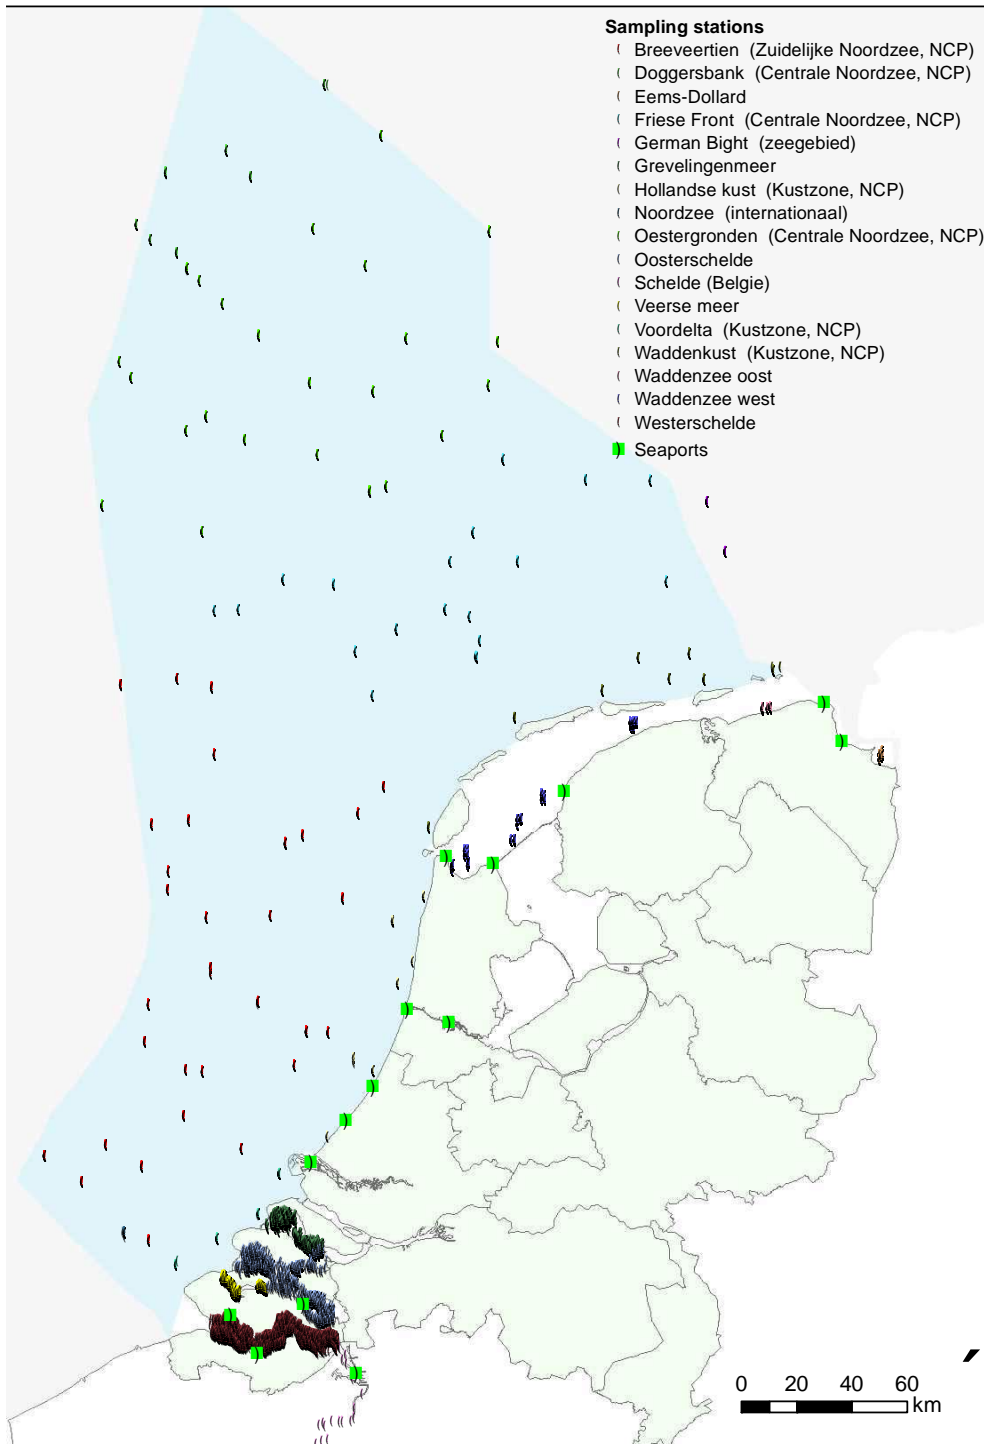 Sampling stations
Breeveertien (Zuidelijke Noordzee, NCP)
Doggersbank (Centrale Noordzee, NCP)
Eems-Dollard
Friese Front (Centrale Noordzee, NCP)
German Bight (zeegebied)
Grevelingenmeer
Hollandse kust (Kustzone, NCP)
Noordzee (internationaal)
Oestergronden (Centrale Noordzee, NCP)
Oosterschelde
Schelde (Belgie)
Veerse meer
Voordelta (Kustzone, NCP)
Waddenkust (Kustzone, NCP)
Waddenzee oost
Waddenzee west
Westerschelde
Seaports
0 20 40 60
km